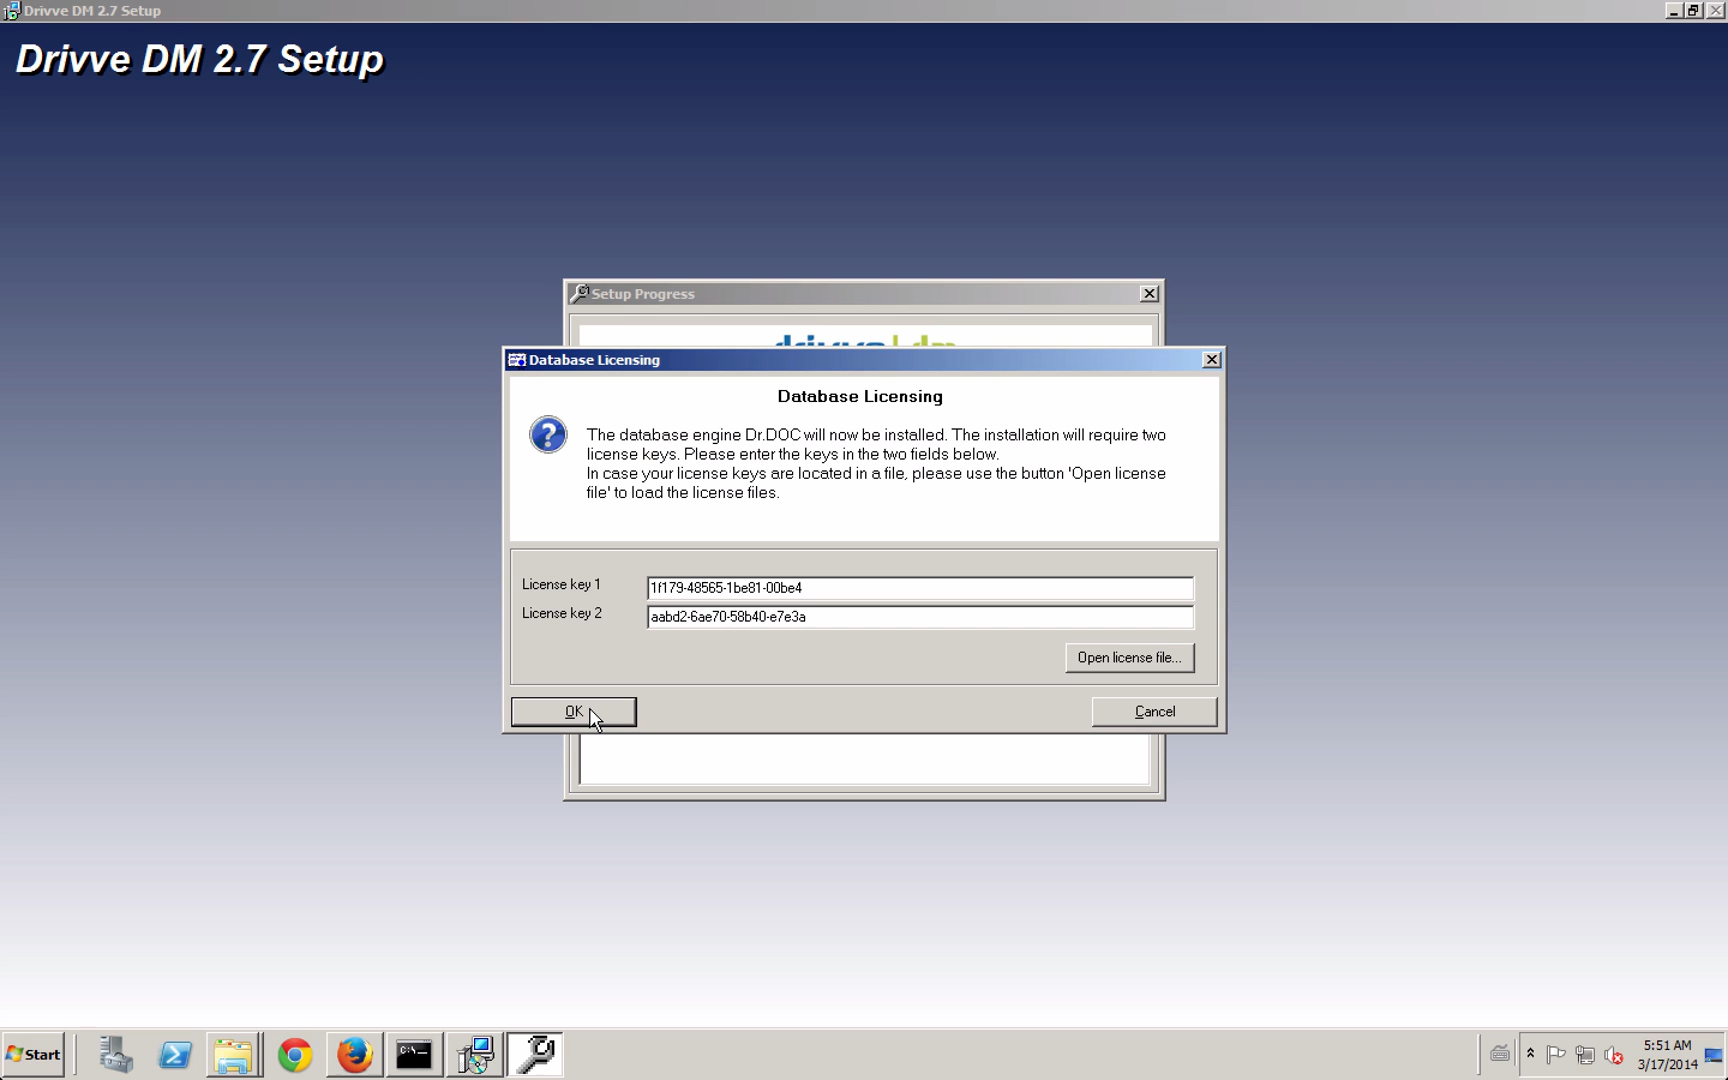 Drivve DM 2.7 Setup
Drivve DM 2.7 Setup
Setup Progress
Database Licensing
Database Licensing
The database engine Dr.DOC will now be installed. The installation will require two
license keys. Please enter the keys in the two fields below.
In case your license keys are located in a file, please use the button 'Open license
file' to load the license files.
License key 1
1f179-48565-1be81-00be4
License key 2
aabd2-6ae70-58b40-e7e3a
Open license file...
OK
Cancel
Start
C:\_
5:51 AM
3/17/2014